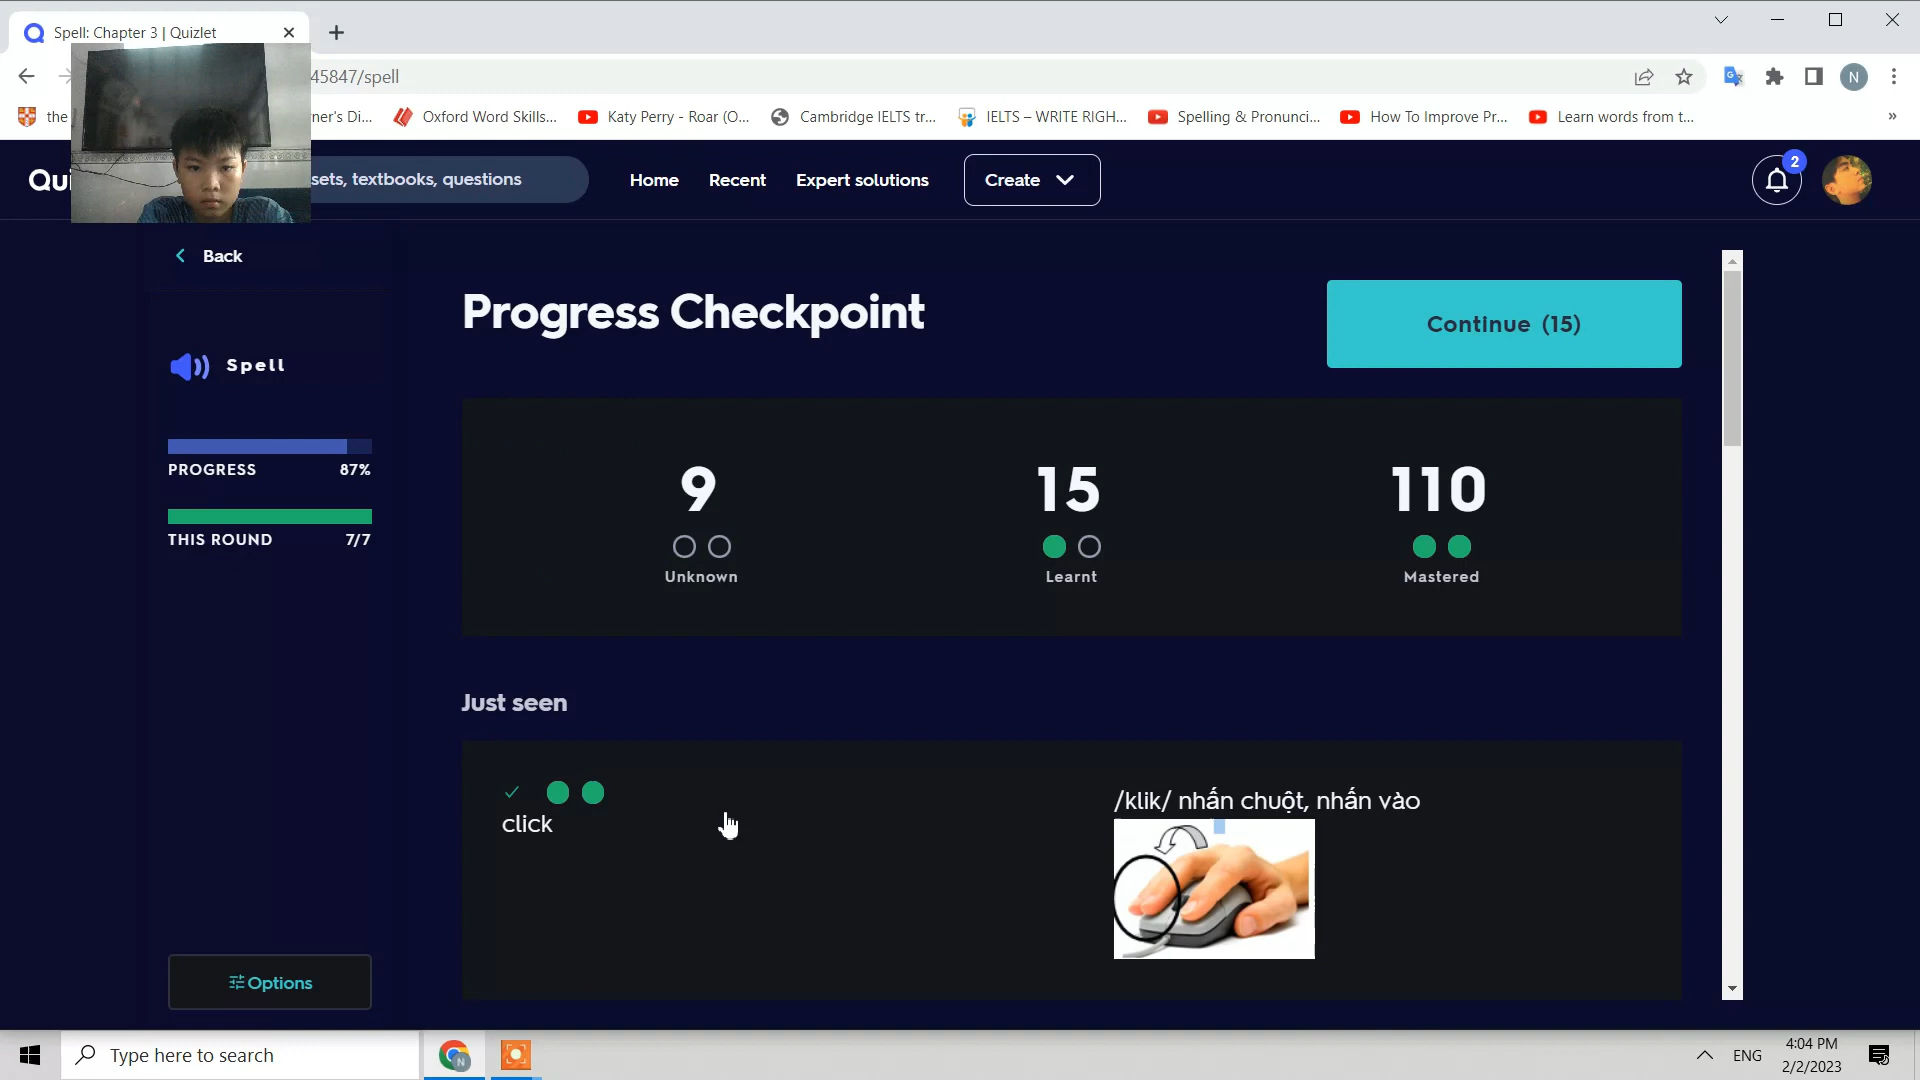 Spell: Chapter 3 | Quizlet
45847/spell
N
the
ner's Di...
Oxford Word Skills...
Katy Perry - Roar (O...
Cambridge IELTS tr...
IELTS – WRITE RIGH...
Spelling & Pronunci...
How To Improve Pr...
Learn words from t...
»
Qui
sets, textbooks, questions
Home
Recent
Expert solutions
Create
2
Back
Progress Checkpoint
Continue (15)
Spell
PROGRESS 87%
THIS ROUND 7/7
9
15
110
Unknown
Learnt
Mastered
Just seen
click
/klik/ nhấn chuột, nhấn vào
Options
Type here to search
N
ENG
4:04 PM
2/2/2023